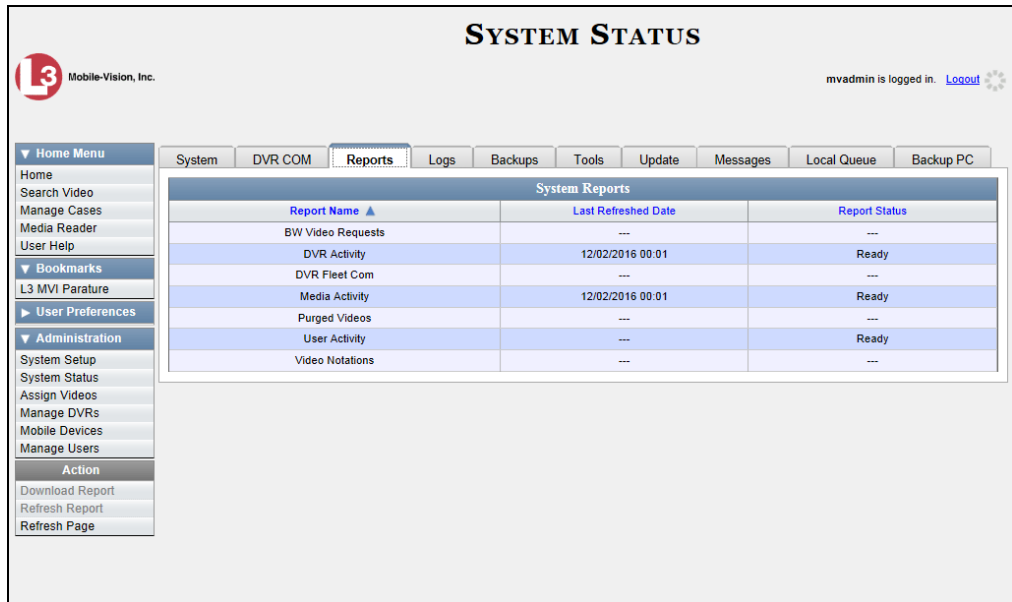 SYSTEM STATUS
L3 Mobile-Vision, Inc.
mvadmin is logged in. Logout
▼ Home Menu
Home
Search Video
Manage Cases
Media Reader
User Help
▼ Bookmarks
L3 MVI Parature
▶ User Preferences
▼ Administration
System Setup
System Status
Assign Videos
Manage DVRs
Mobile Devices
Manage Users
Action
Download Report
Refresh Report
Refresh Page
System DVR COM Reports Logs Backups Tools Update Messages Local Queue Backup PC
System Reports
Report Name ▲ Last Refreshed Date Report Status
BW Video Requests --- ---
DVR Activity 12/02/2016 00:01 Ready
DVR Fleet Com --- ---
Media Activity 12/02/2016 00:01 Ready
Purged Videos --- ---
User Activity --- Ready
Video Notations --- ---